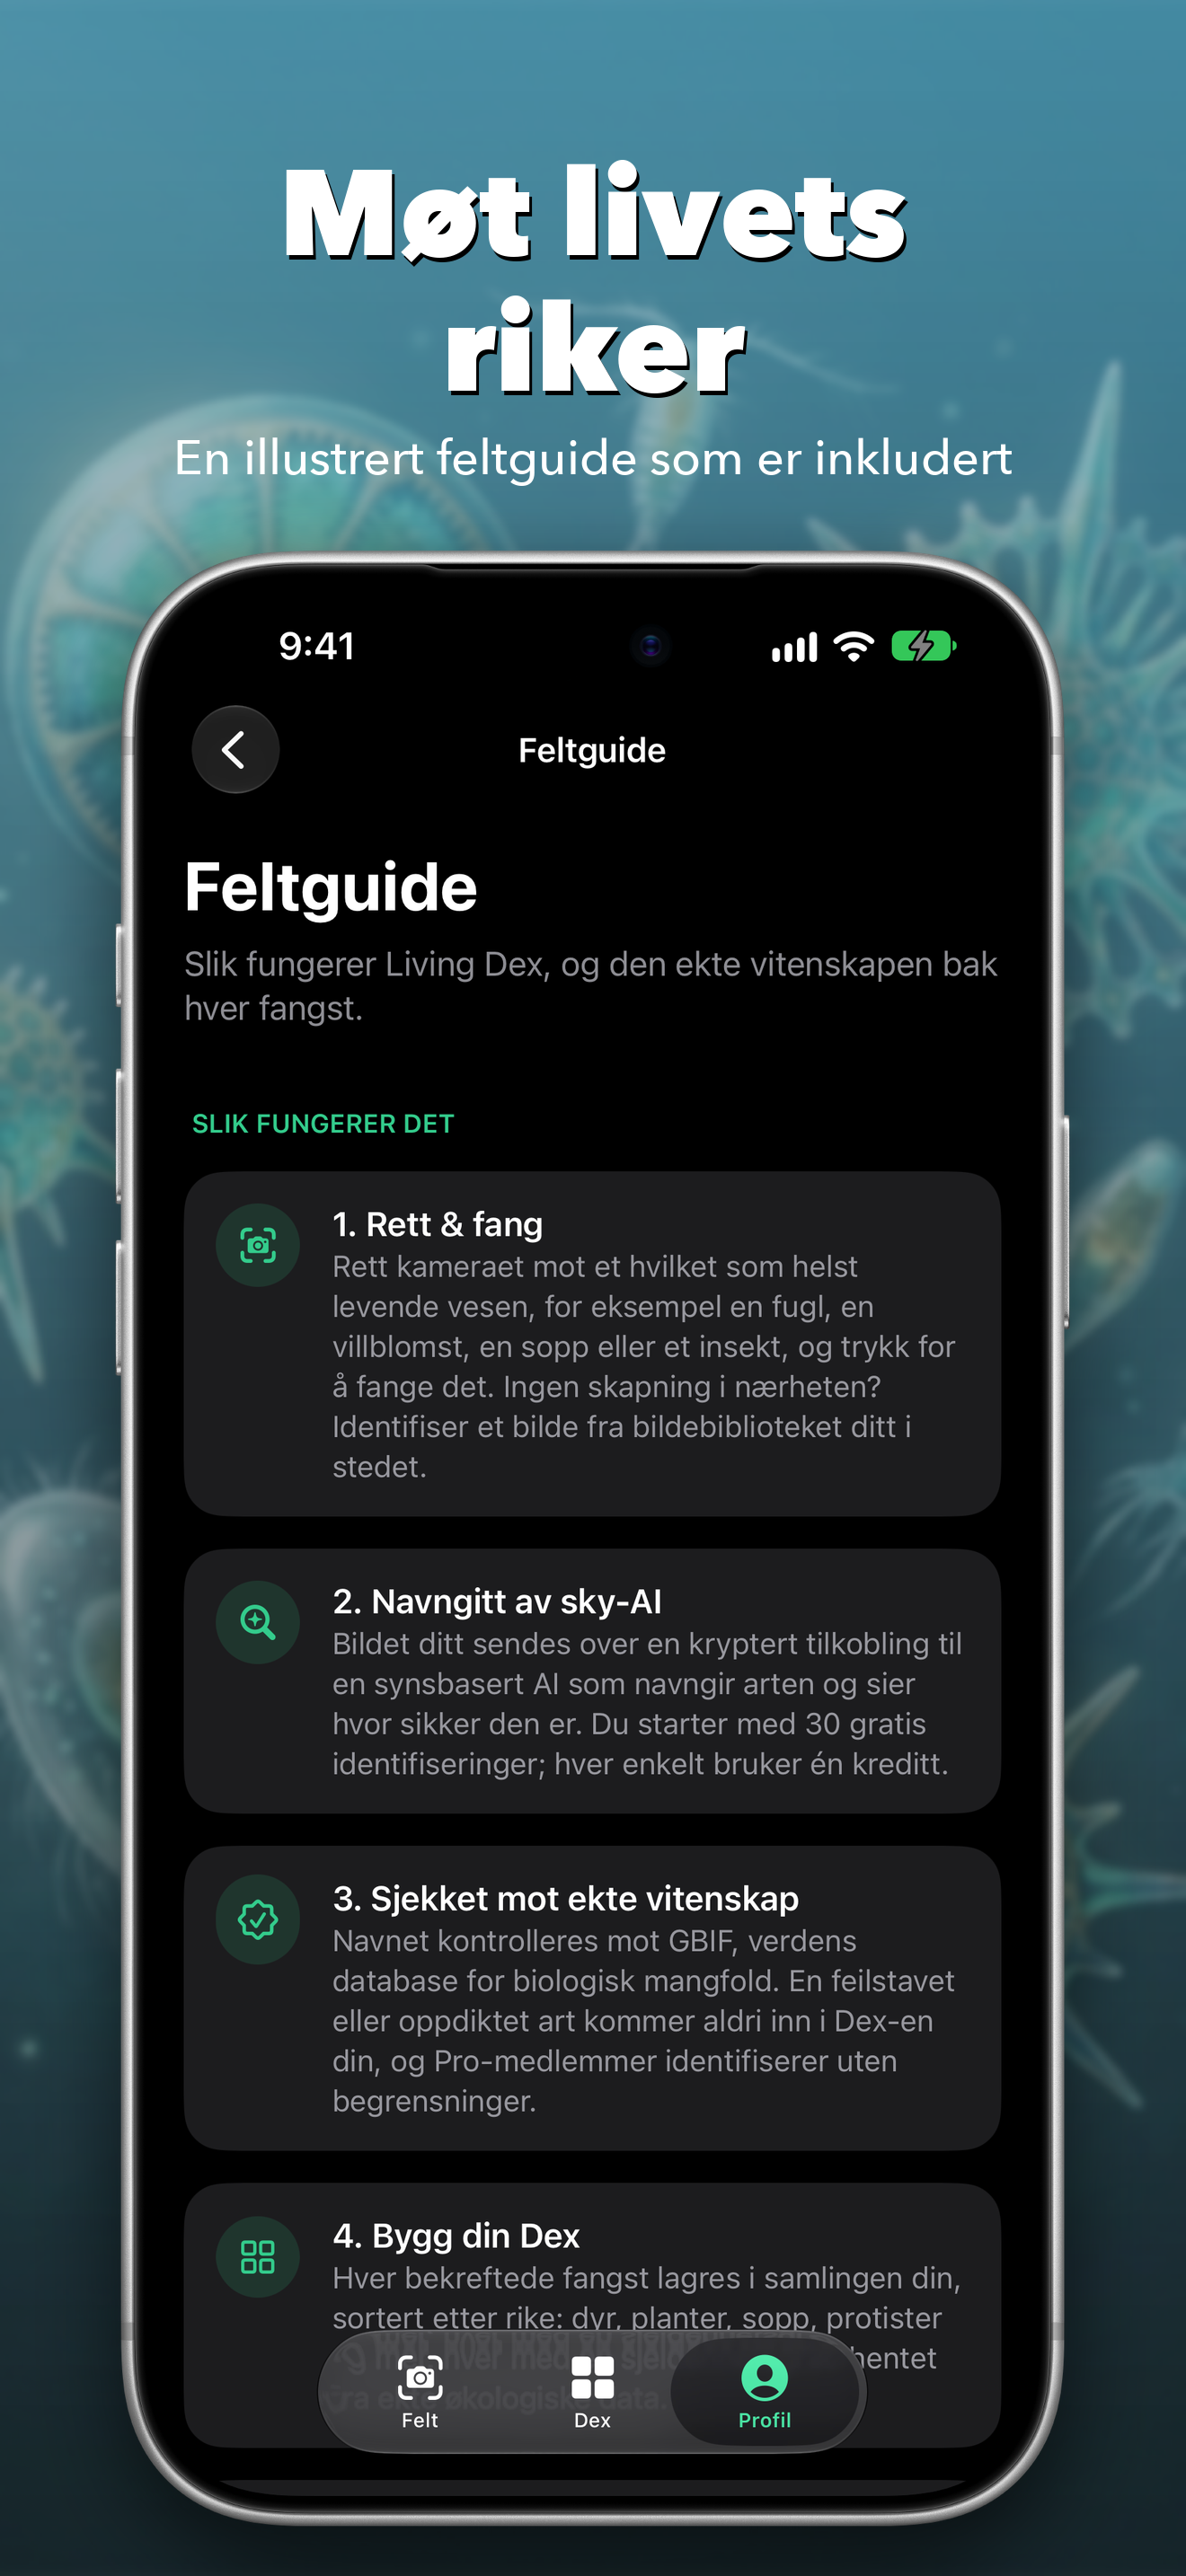 Møt livets
riker
En illustrert feltguide som er inkludert
9:41
Feltguide
Feltguide
Slik fungerer Living Dex, og den ekte vitenskapen bak
hver fangst.
SLIK FUNGERER DET
1. Rett & fang
Rett kameraet mot et hvilket som helst
levende vesen, for eksempel en fugl, en
villblomst, en sopp eller et insekt, og trykk for
å fange det. Ingen skapning i nærheten?
Identifiser et bilde fra bildebiblioteket ditt i
stedet.
2. Navngitt av sky-AI
Bildet ditt sendes over en kryptert tilkobling til
en synsbasert AI som navngir arten og sier
hvor sikker den er. Du starter med 30 gratis
identifiseringer; hver enkelt bruker én kreditt.
3. Sjekket mot ekte vitenskap
Navnet kontrolleres mot GBIF, verdens
database for biologisk mangfold. En feilstavet
eller oppdiktet art kommer aldri inn i Dex-en
din, og Pro-medlemmer identifiserer uten
begrensninger.
4. Bygg din Dex
Hver bekreftede fangst lagres i samlingen din,
sortert etter rike: dyr, planter, sopp, protister
hver med hentet
økologisk data.
Felt
Dex
Profil